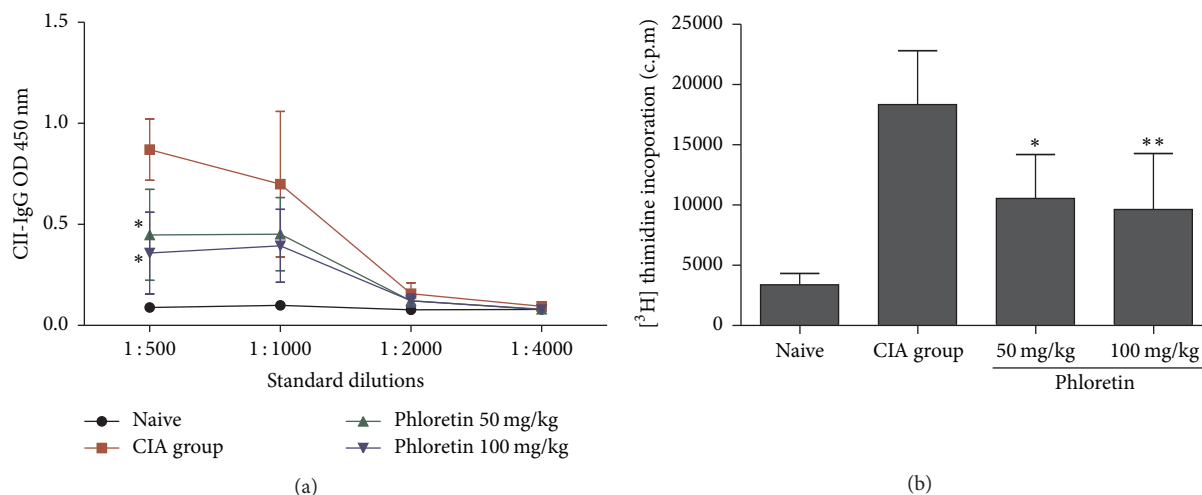 1.5
1.0
0.5
0.0
CII-IgG OD 450 nm
*
*
1:500 1:1000 1:2000 1:4000
Standard dilutions
Naive
CIA group
Phloretin 50 mg/kg
Phloretin 100 mg/kg
(a)
25000
20000
15000
10000
5000
0
[³H] thimidine incoporation (c.p.m)
* **
Naive CIA group 50 mg/kg 100 mg/kg
Phloretin
(b)